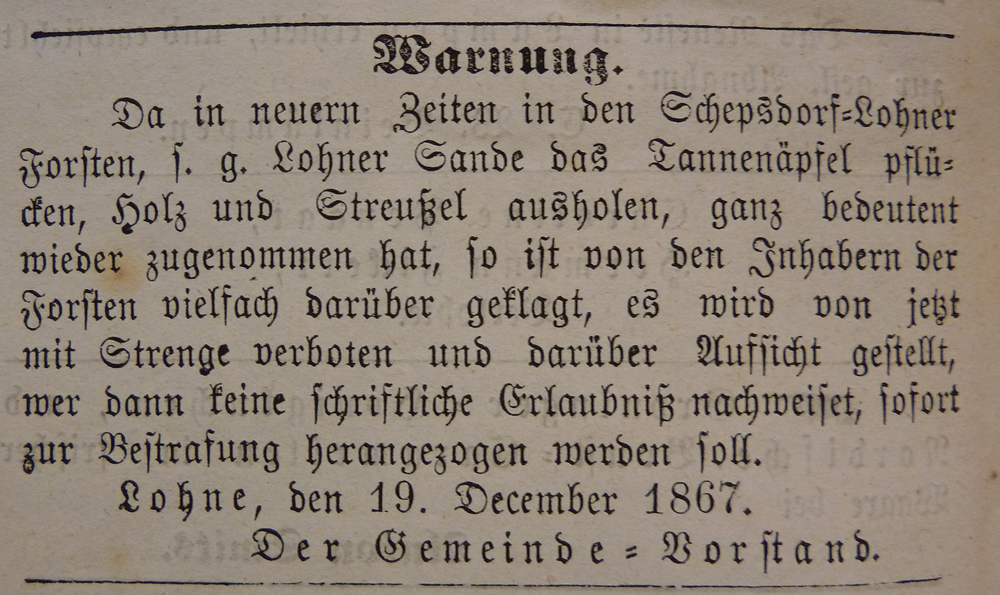 Warnung.
Da in neuern Zeiten in den Schepsdorf-Lohner
Forsten, s. g. Lohner Sande das Tannenäpfel pflü-
cken, Holz und Streußel ausholen, ganz bedeutent
wieder zugenommen hat, so ist von den Inhabern der
Forsten vielfach darüber geklagt, es wird von jetzt
mit Strenge verboten und darüber Aufsicht gestellt,
wer dann keine schriftliche Erlaubniß nachweiset, sofort
zur Bestrafung herangezogen werden soll.
Lohne, den 19. December 1867.
Der Gemeinde-Vorstand.